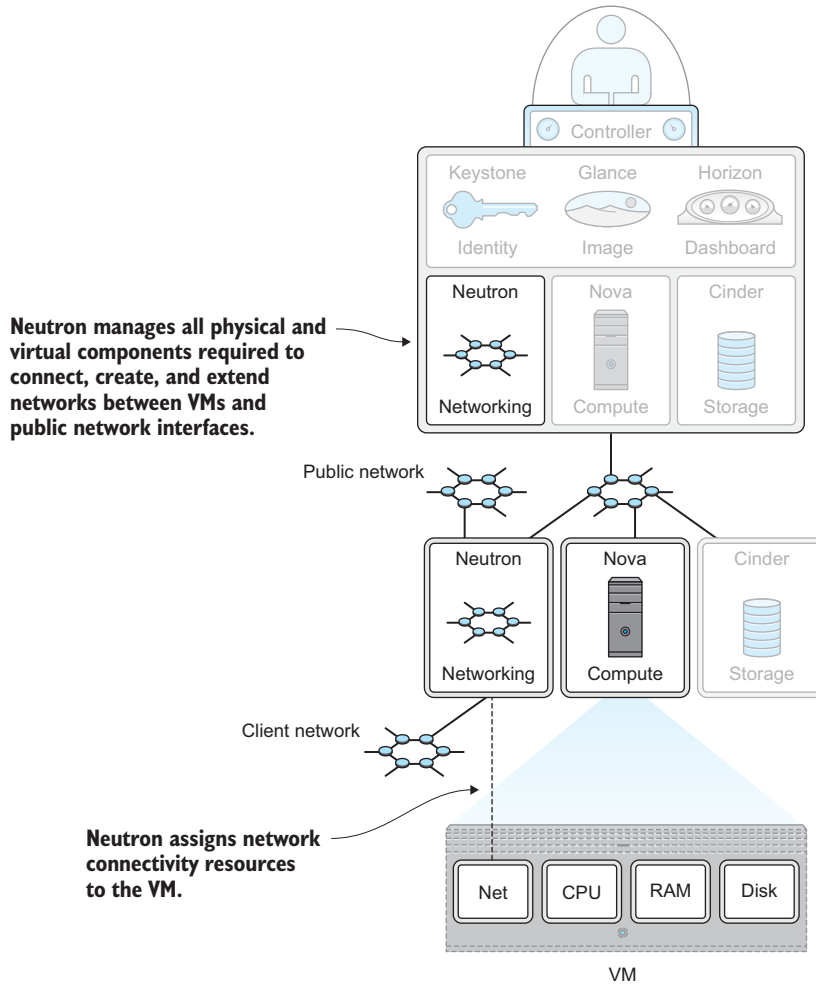 Controller
Keystone
Glance
Horizon
Identity
Image
Dashboard
Neutron
Nova
Cinder
Networking
Compute
Storage
Neutron manages all physical and
virtual components required to
connect, create, and extend
networks between VMs and
public network interfaces.
Public network
Neutron
Nova
Cinder
Networking
Compute
Storage
Client network
Neutron assigns network
connectivity resources
to the VM.
Net
CPU
RAM
Disk
VM